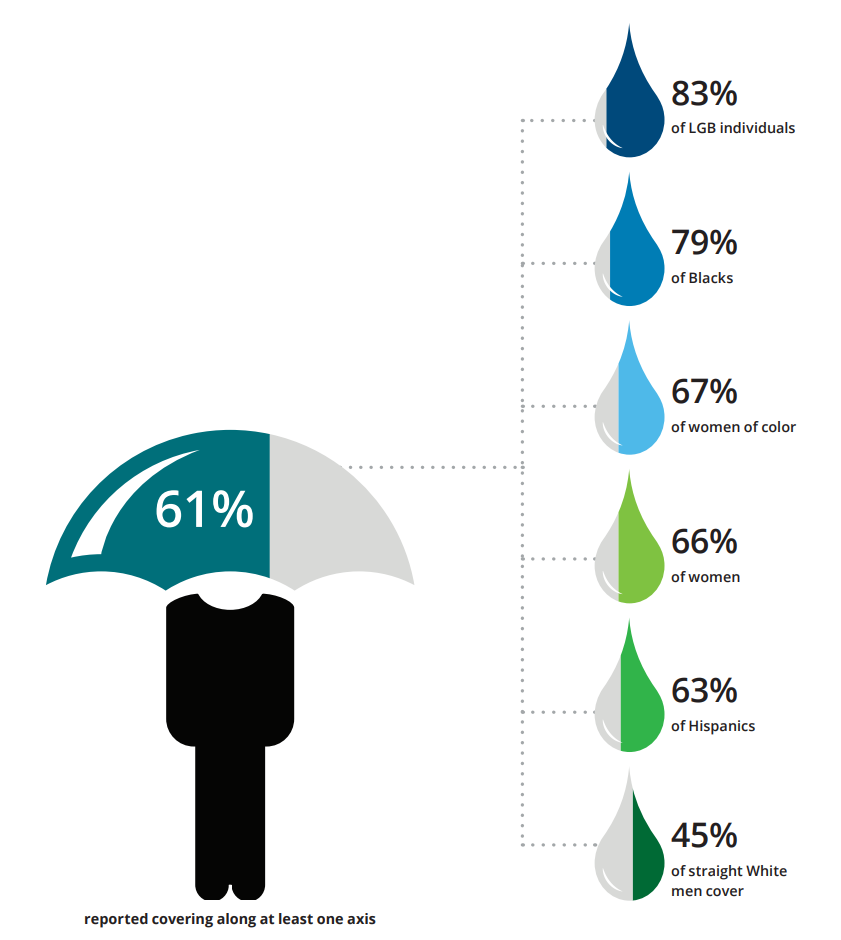 83%
of LGB individuals
79%
of Blacks
67%
of women of color
61%
66%
of women
63%
of Hispanics
45%
of straight White
men cover
reported covering along at least one axis